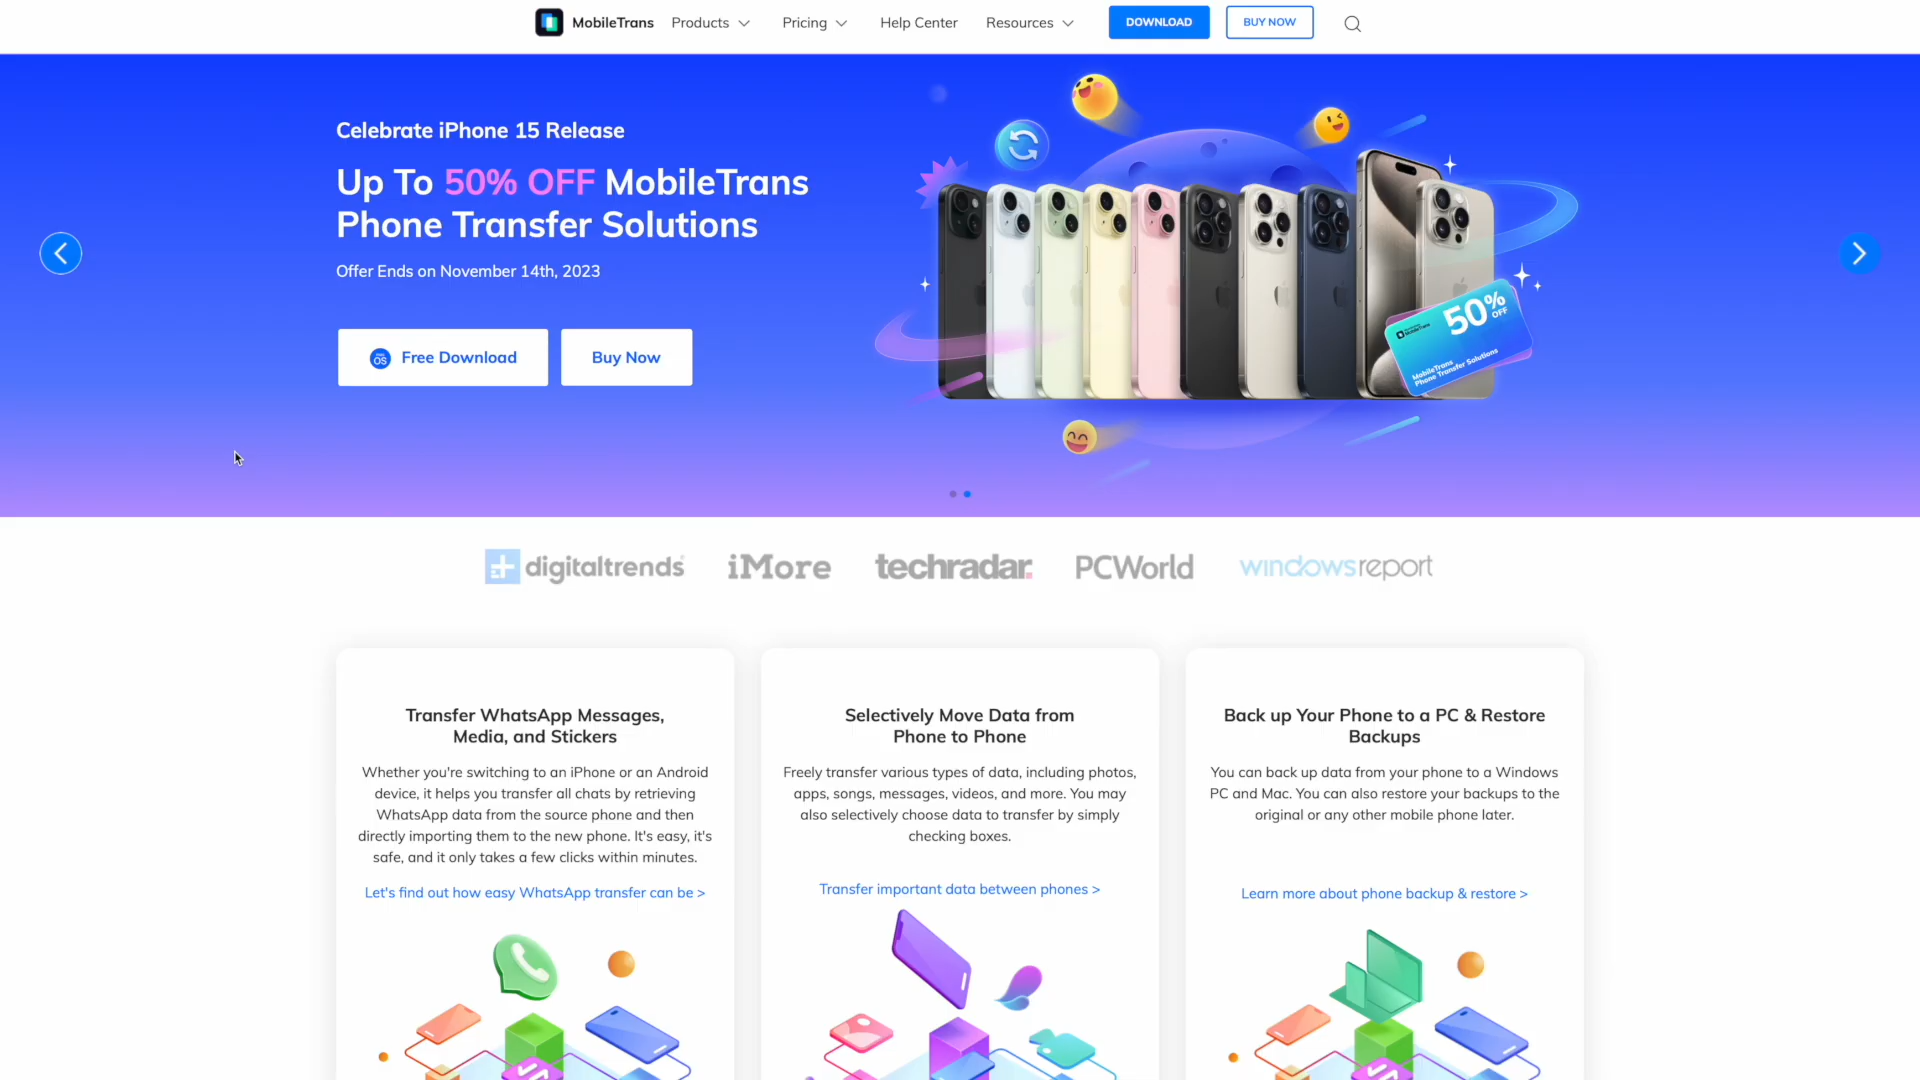 MobileTrans
Products
Pricing
Help Center
Resources
DOWNLOAD
BUY NOW
Celebrate iPhone 15 Release
Up To 50% OFF MobileTrans
Phone Transfer Solutions
Offer Ends on November 14th, 2023
Free Download
Buy Now
50% OFF
MobileTrans
Phone Transfer Solutions
digitaltrends
iMore
techradar.
PCWorld
windowsreport
Transfer WhatsApp Messages,
Media, and Stickers
Whether you're switching to an iPhone or an Android
device, it helps you transfer all chats by retrieving
WhatsApp data from the source phone and then
directly importing them to the new phone. It's easy, it's
safe, and it only takes a few clicks within minutes.
Let's find out how easy WhatsApp transfer can be >
Selectively Move Data from
Phone to Phone
Freely transfer various types of data, including photos,
apps, songs, messages, videos, and more. You may
also selectively choose data to transfer by simply
checking boxes.
Transfer important data between phones >
Back up Your Phone to a PC & Restore
Backups
You can back up data from your phone to a Windows
PC and Mac. You can also restore your backups to the
original or any other mobile phone later.
Learn more about phone backup & restore >